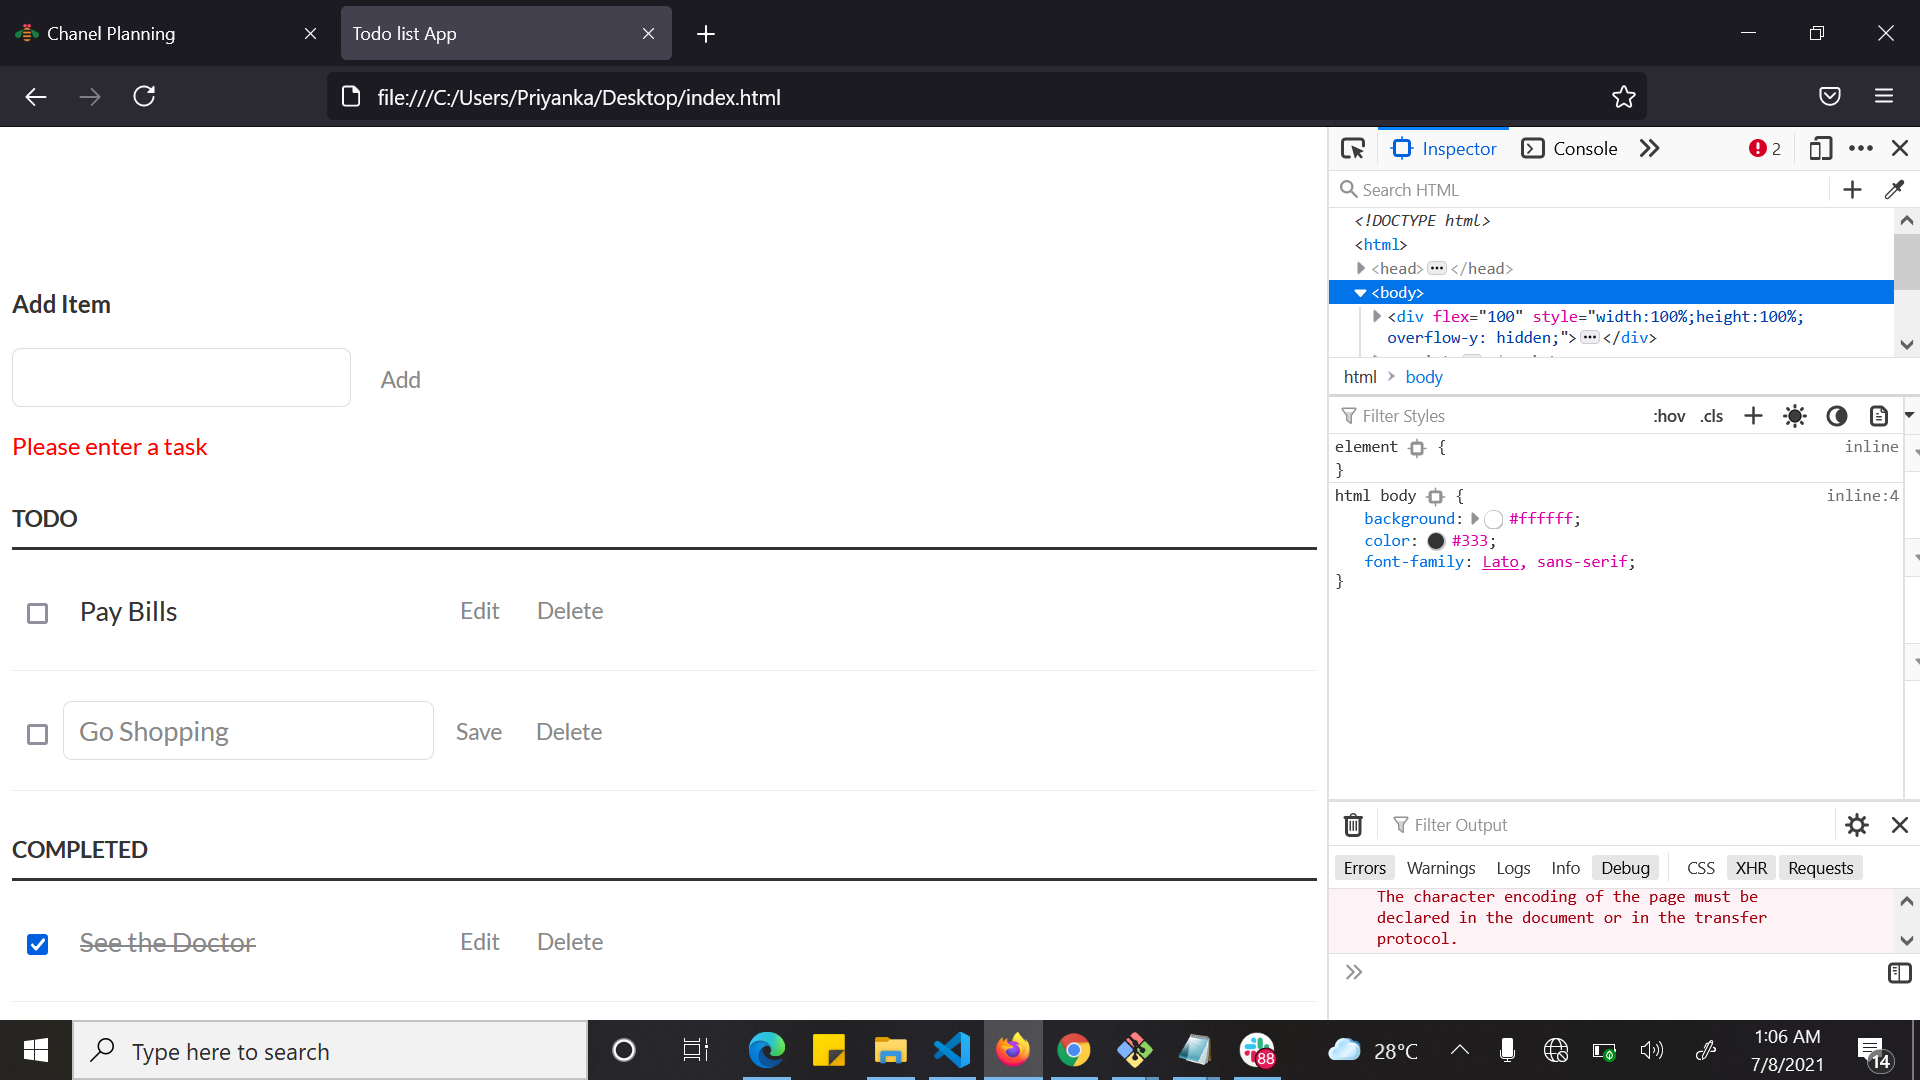 Chanel Planning
Todo list App
file:///C:/Users/Priyanka/Desktop/index.html
Add Item
Add
Please enter a task
TODO
Pay Bills Edit Delete
Go Shopping Save Delete
COMPLETED
See the Doctor Edit Delete
Inspector Console 2
Search HTML
<!DOCTYPE html>
<html>
<head> ••• </head>
<body>
<div flex="100" style="width:100%;height:100%;
overflow-y: hidden;"> ••• </div>
html body
Filter Styles :hov .cls
element { inline
}
html body { inline:4
background: #ffffff;
color: #333;
font-family: Lato, sans-serif;
}
Filter Output
Errors Warnings Logs Info Debug CSS XHR Requests
The character encoding of the page must be
declared in the document or in the transfer
protocol.
Type here to search
88
28°C
1:06 AM
7/8/2021
14